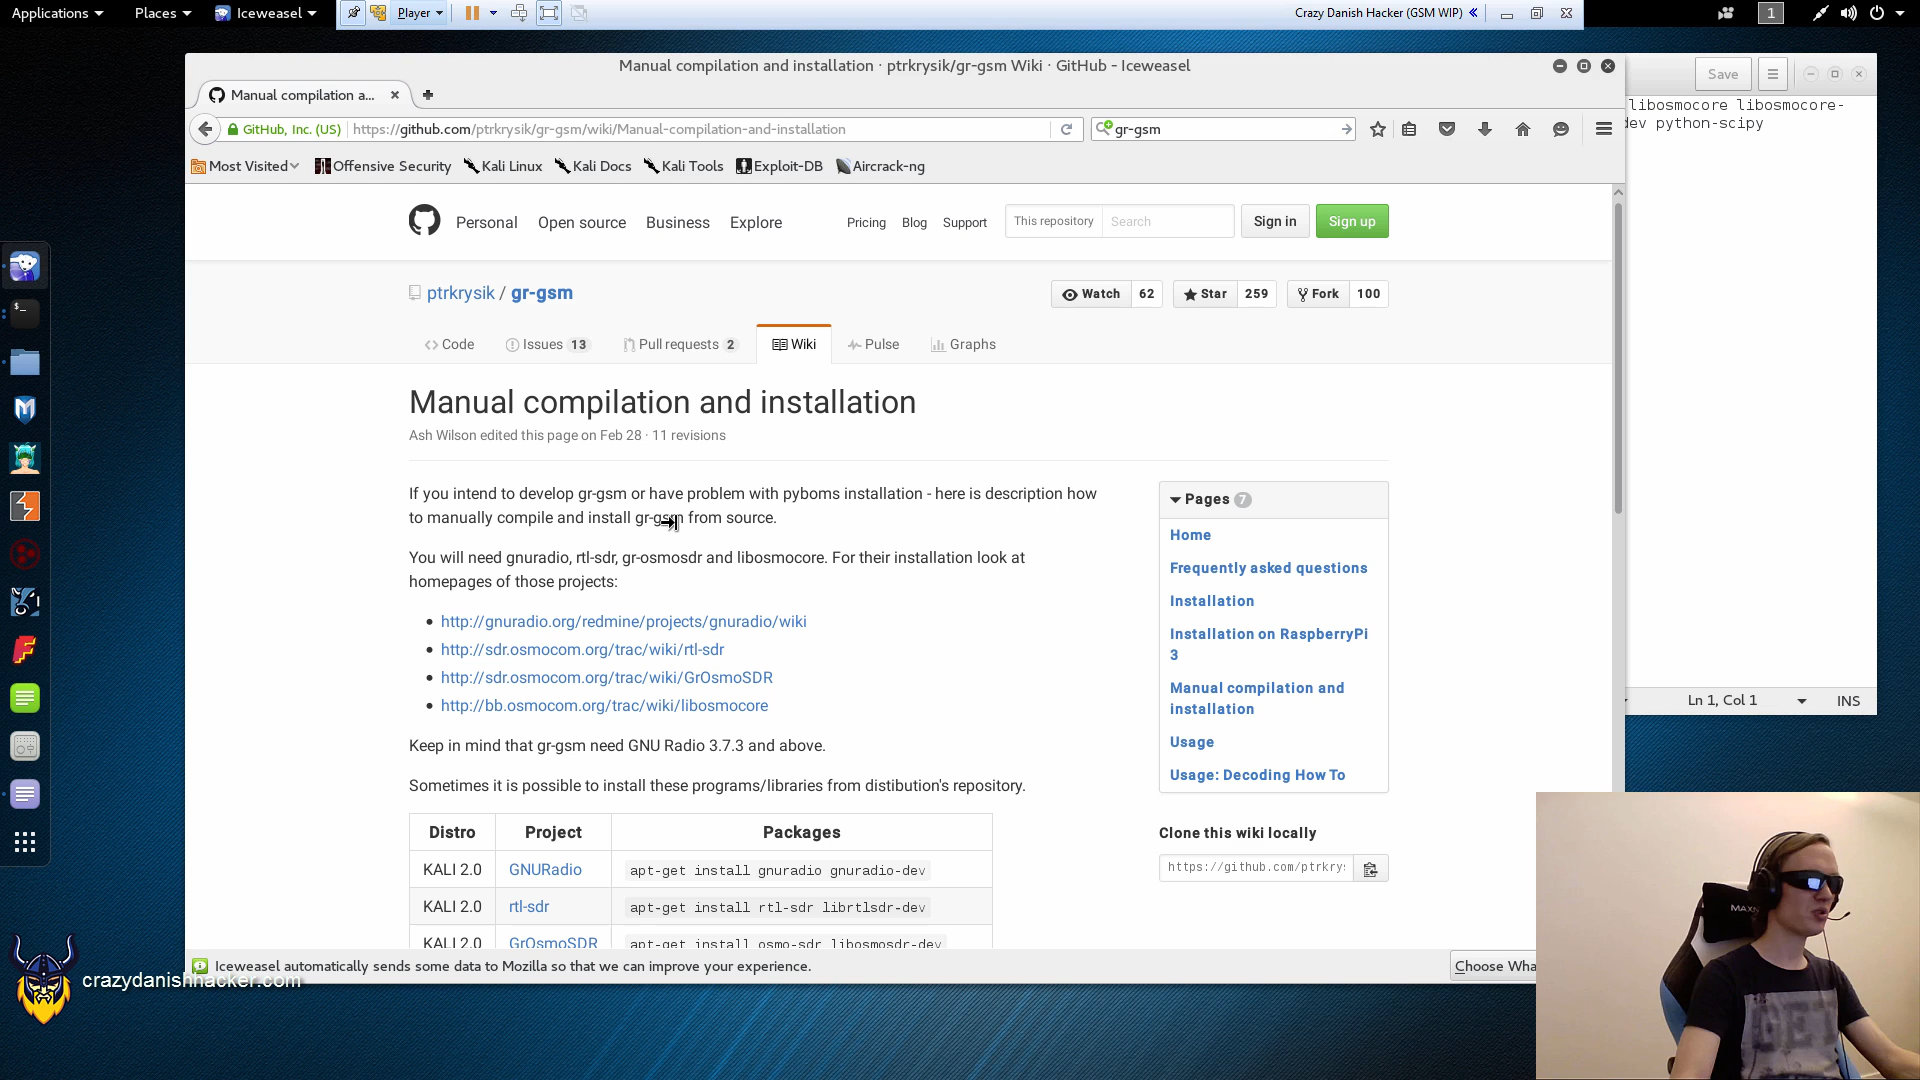 Applications Places Iceweasel Player Crazy Danish Hacker (GSM WIP) 1
Manual compilation and installation · ptrkrysik/gr-gsm Wiki · GitHub - Iceweasel
Save
Manual compilation a...
libosmocore libosmocore-
dev python-scipy
GitHub, Inc. (US) https://github.com/ptrkrysik/gr-gsm/wiki/Manual-compilation-and-installation gr-gsm
Most Visited Offensive Security Kali Linux Kali Docs Kali Tools Exploit-DB Aircrack-ng
Personal Open source Business Explore Pricing Blog Support This repository Search Sign in Sign up
ptrkrysik / gr-gsm Watch 62 Star 259 Fork 100
Code Issues 13 Pull requests 2 Wiki Pulse Graphs
Manual compilation and installation
Ash Wilson edited this page on Feb 28 · 11 revisions
If you intend to develop gr-gsm or have problem with pyboms installation - here is description how
to manually compile and install gr-gsm from source.
You will need gnuradio, rtl-sdr, gr-osmosdr and libosmocore. For their installation look at
homepages of those projects:
http://gnuradio.org/redmine/projects/gnuradio/wiki
http://sdr.osmocom.org/trac/wiki/rtl-sdr
http://sdr.osmocom.org/trac/wiki/GrOsmoSDR
http://bb.osmocom.org/trac/wiki/libosmocore
Keep in mind that gr-gsm need GNU Radio 3.7.3 and above.
Sometimes it is possible to install these programs/libraries from distibution's repository.
Distro Project Packages
KALI 2.0 GNURadio apt-get install gnuradio gnuradio-dev
KALI 2.0 rtl-sdr apt-get install rtl-sdr librtlsdr-dev
KALI 2.0 GrOsmoSDR apt-get install osmo-sdr libosmosdr-dev
Pages 7
Home
Frequently asked questions
Installation
Installation on RaspberryPi
3
Manual compilation and
installation
Usage
Usage: Decoding How To
Clone this wiki locally
https://github.com/ptrkry
Ln 1, Col 1 INS
Iceweasel automatically sends some data to Mozilla so that we can improve your experience. Choose Wha
crazydanishhacker.com